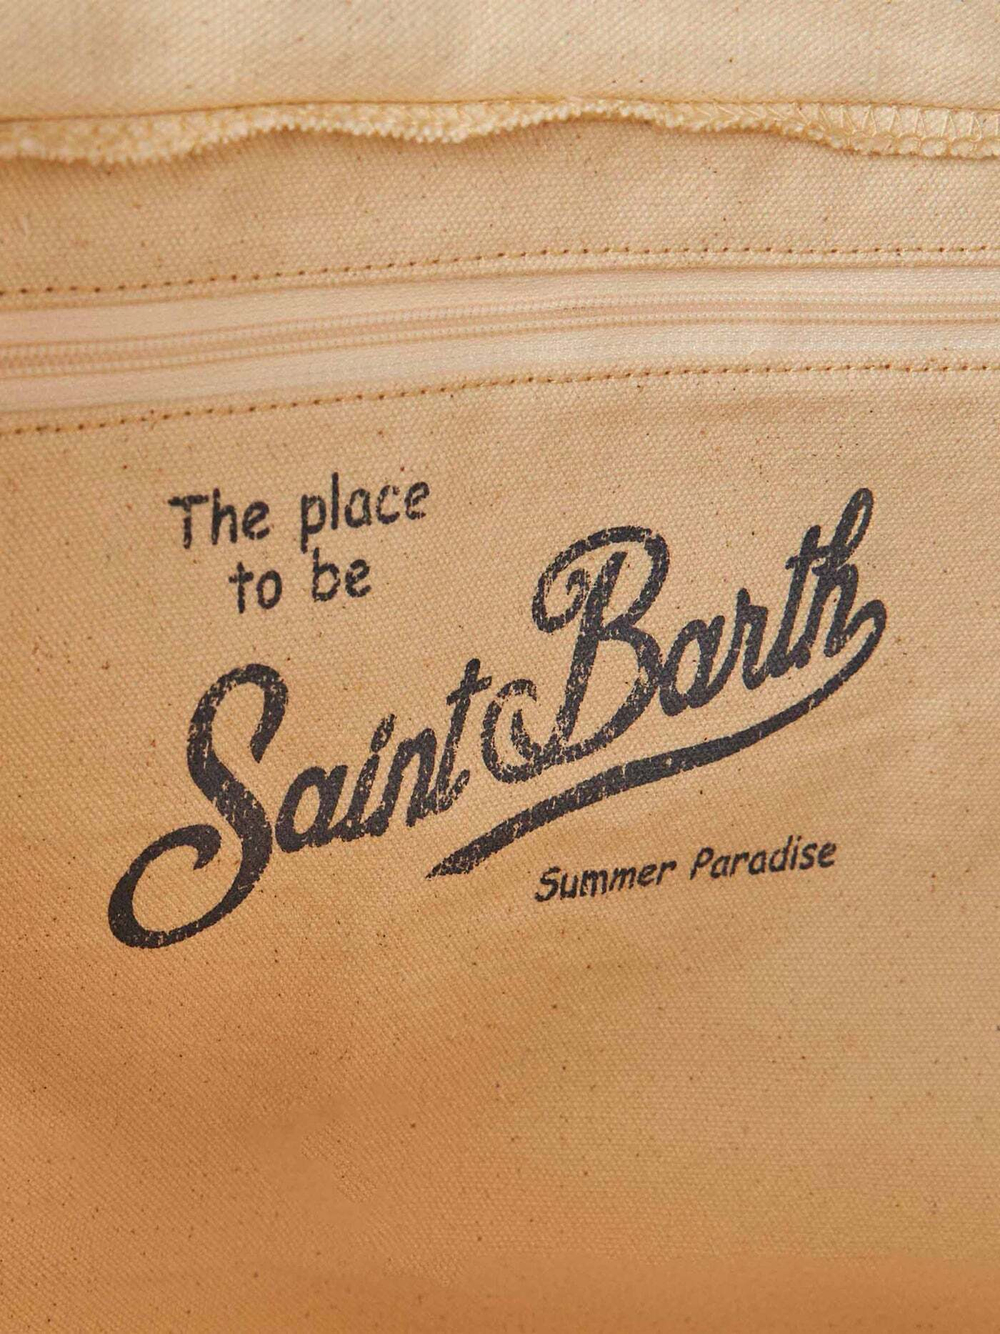 The place
to be
Saint Barth
Summer Paradise